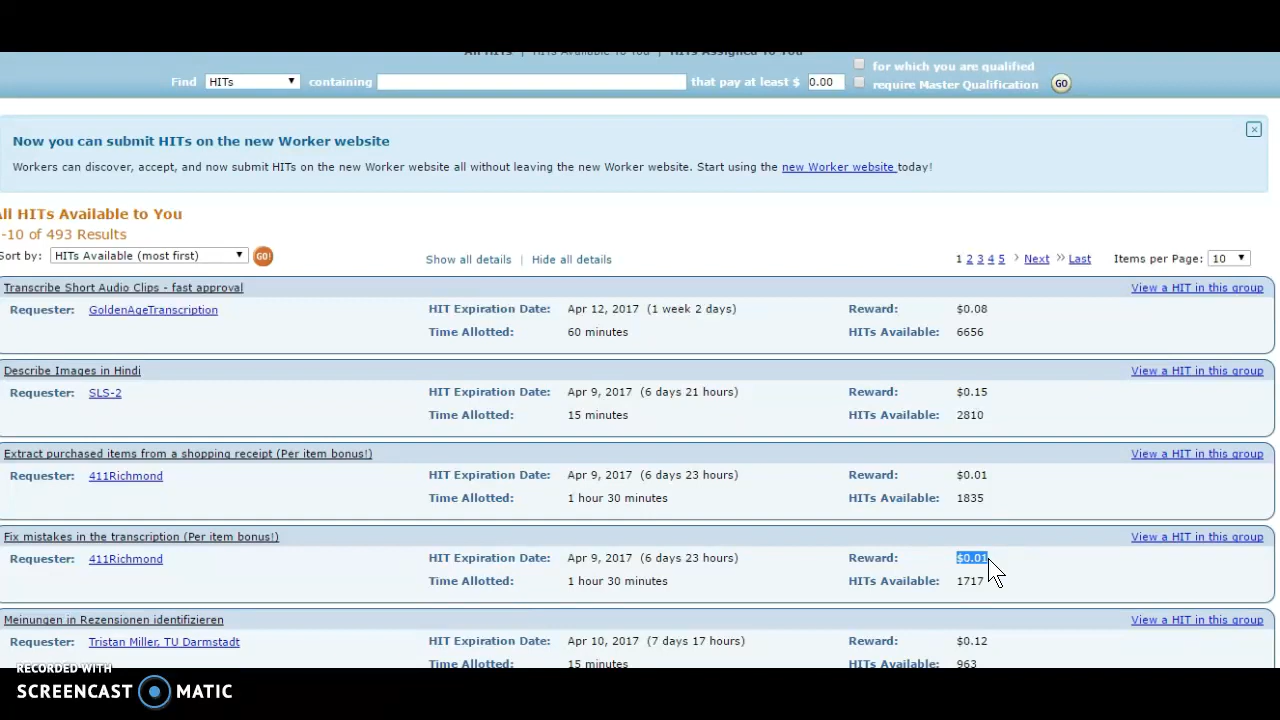 All HITs | HITs Available To You | HITs Assigned To You
Find HITs containing that pay at least $ 0.00 for which you are qualified
require Master Qualification GO
Now you can submit HITs on the new Worker website
Workers can discover, accept, and now submit HITs on the new Worker website all without leaving the new Worker website. Start using the new Worker website today!
All HITs Available to You
-10 of 493 Results
Sort by: HITs Available (most first) GO! Show all details | Hide all details 1 2 3 4 5 › Next » Last Items per Page: 10
Transcribe Short Audio Clips - fast approval View a HIT in this group
Requester: GoldenAgeTranscription HIT Expiration Date: Apr 12, 2017 (1 week 2 days) Reward: $0.08
Time Allotted: 60 minutes HITs Available: 6656
Describe Images in Hindi View a HIT in this group
Requester: SLS-2 HIT Expiration Date: Apr 9, 2017 (6 days 21 hours) Reward: $0.15
Time Allotted: 15 minutes HITs Available: 2810
Extract purchased items from a shopping receipt (Per item bonus!) View a HIT in this group
Requester: 411Richmond HIT Expiration Date: Apr 9, 2017 (6 days 23 hours) Reward: $0.01
Time Allotted: 1 hour 30 minutes HITs Available: 1835
Fix mistakes in the transcription (Per item bonus!) View a HIT in this group
Requester: 411Richmond HIT Expiration Date: Apr 9, 2017 (6 days 23 hours) Reward: $0.01
Time Allotted: 1 hour 30 minutes HITs Available: 1717
Meinungen in Rezensionen identifizieren View a HIT in this group
Requester: Tristan Miller, TU Darmstadt HIT Expiration Date: Apr 10, 2017 (7 days 17 hours) Reward: $0.12
Time Allotted: 15 minutes HITs Available: 963
RECORDED WITH
SCREENCAST MATIC